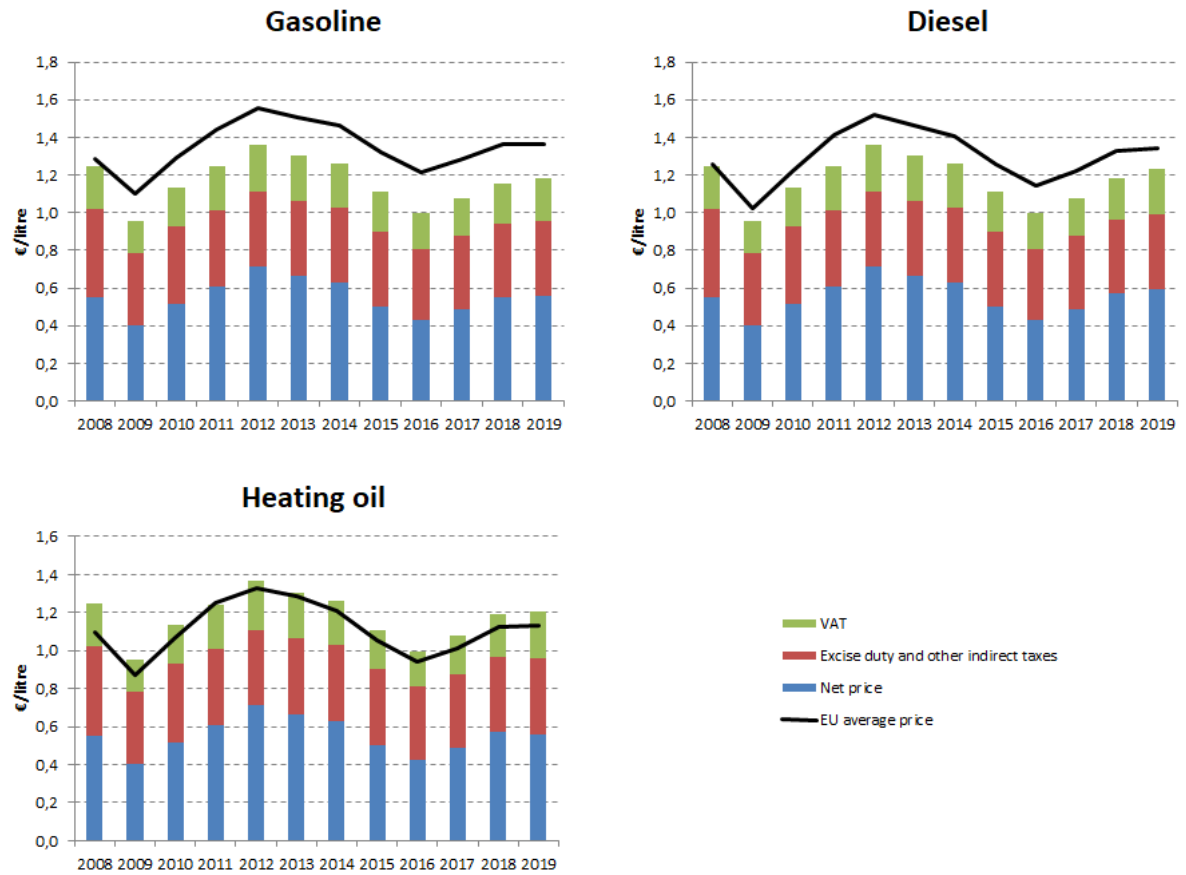 Gasoline
€/litre
1,8
1,6
1,4
1,2
1,0
0,8
0,6
0,4
0,2
0,0
2008 2009 2010 2011 2012 2013 2014 2015 2016 2017 2018 2019
Diesel
€/litre
1,8
1,6
1,4
1,2
1,0
0,8
0,6
0,4
0,2
0,0
2008 2009 2010 2011 2012 2013 2014 2015 2016 2017 2018 2019
Heating oil
€/litre
1,6
1,4
1,2
1,0
0,8
0,6
0,4
0,2
0,0
2008 2009 2010 2011 2012 2013 2014 2015 2016 2017 2018 2019
VAT
Excise duty and other indirect taxes
Net price
EU average price